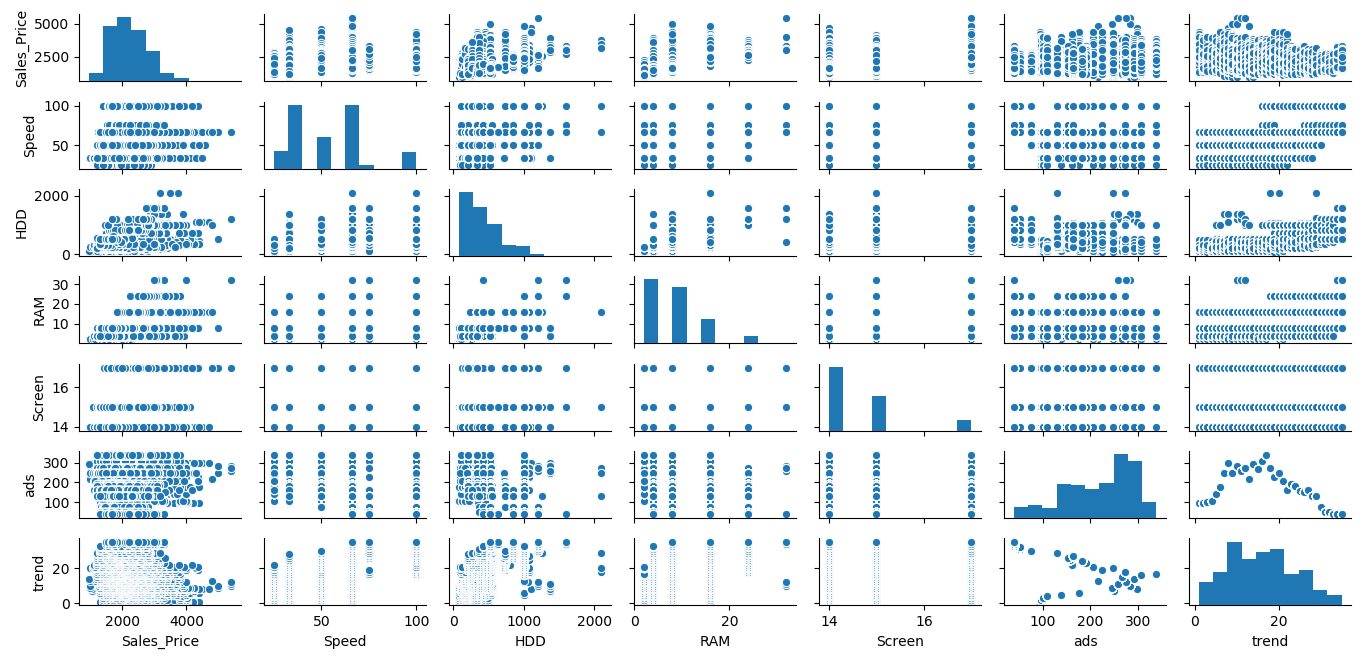 5000
2500
Sales_Price
100
50
Speed
2000
0
HDD
30
20
10
RAM
16
14
Screen
300
200
100
ads
20
0
trend
2000 4000 50 100 0 1000 2000 0 20 14 16 100 200 300 0 20
Sales_Price Speed HDD RAM Screen ads trend